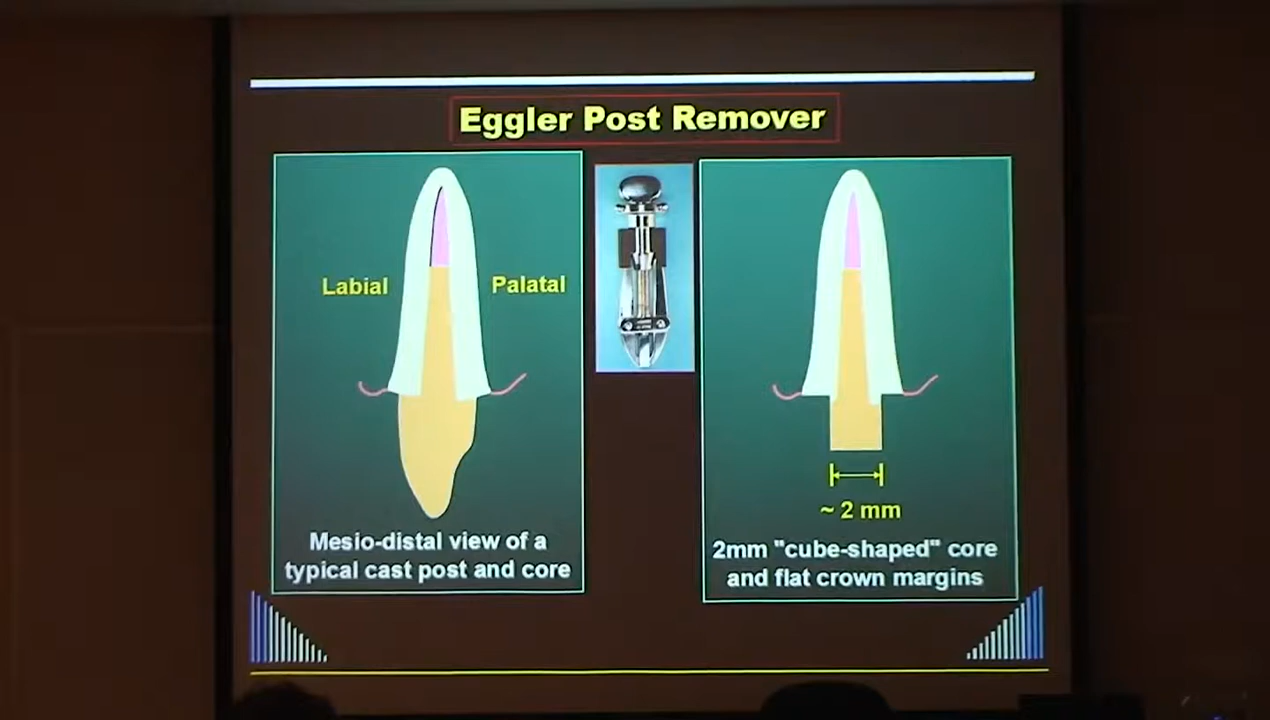 Eggler Post Remover
Labial
Palatal
Mesio-distal view of a
typical cast post and core
~ 2 mm
2mm "cube-shaped" core
and flat crown margins